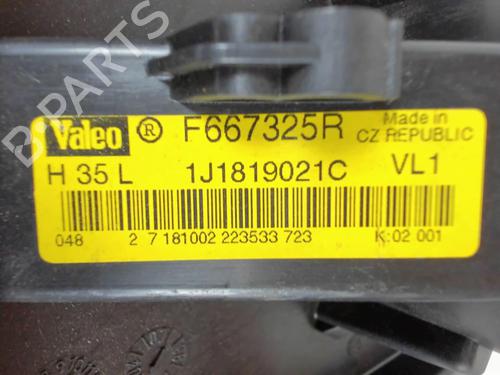 Valeo ® F667325R Made in
CZ REPUBLIC
H 35 L 1J1819021C VL1
048 2 7 181002 223533 723 K:02 001